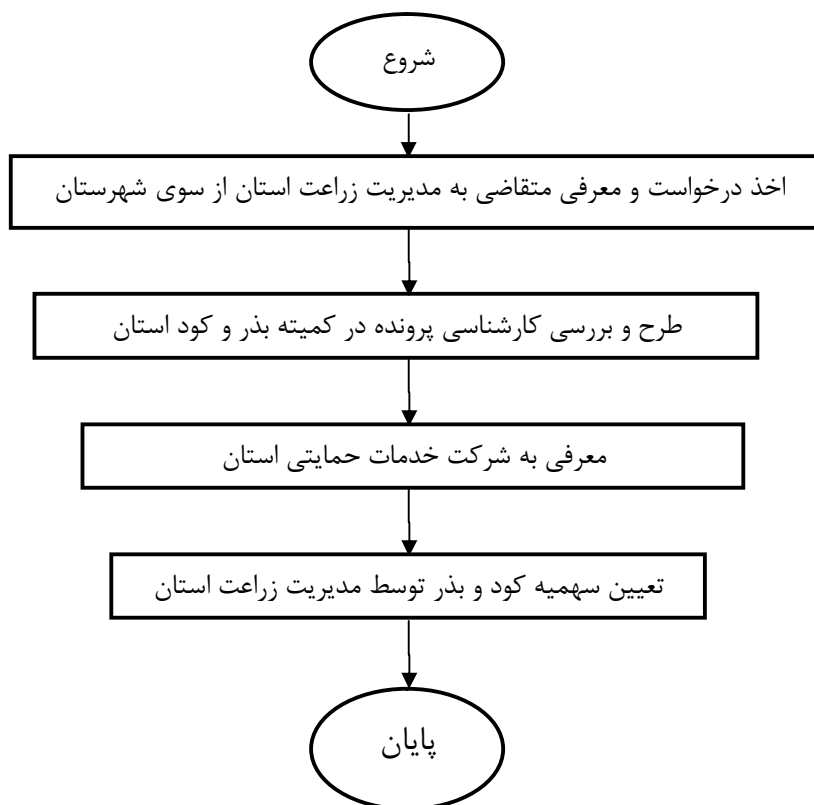 شروع
اخذ درخواست و معرفی متقاضی به مدیریت زراعت استان از سوی شهرستان
طرح و بررسی کارشناسی پرونده در کمیته بذر و کود استان
معرفی به شرکت خدمات حمایتی استان
تعیین سهمیه کود و بذر توسط مدیریت زراعت استان
پایان